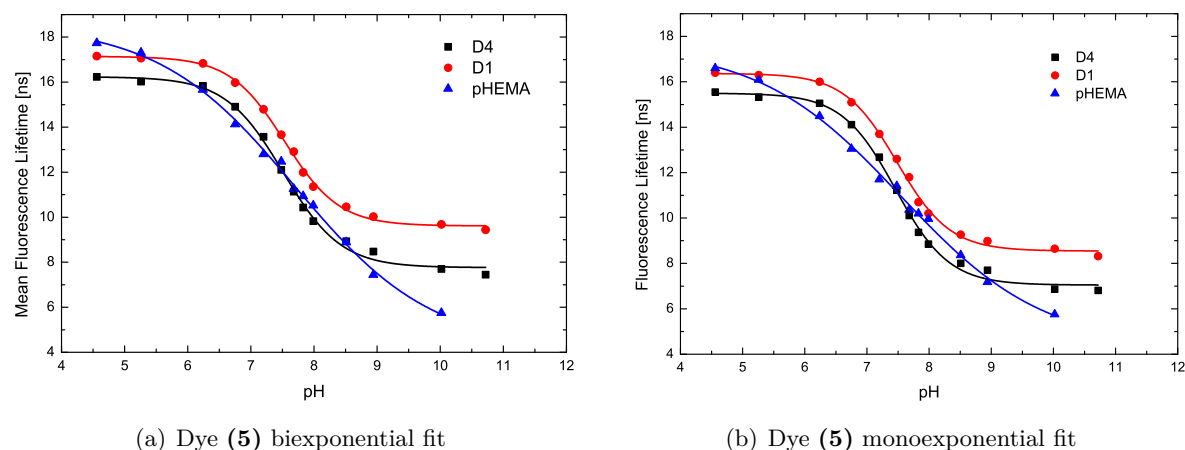 18
16
14
12
10
8
6
4
4
5
6
7
8
9
10
11
12
Mean Fluorescence Lifetime [ns]
pH
D4
D1
pHEMA
(a) Dye (5) biexponential fit
18
16
14
12
10
8
6
4
4
5
6
7
8
9
10
11
12
Fluorescence Lifetime [ns]
pH
D4
D1
pHEMA
(b) Dye (5) monoexponential fit